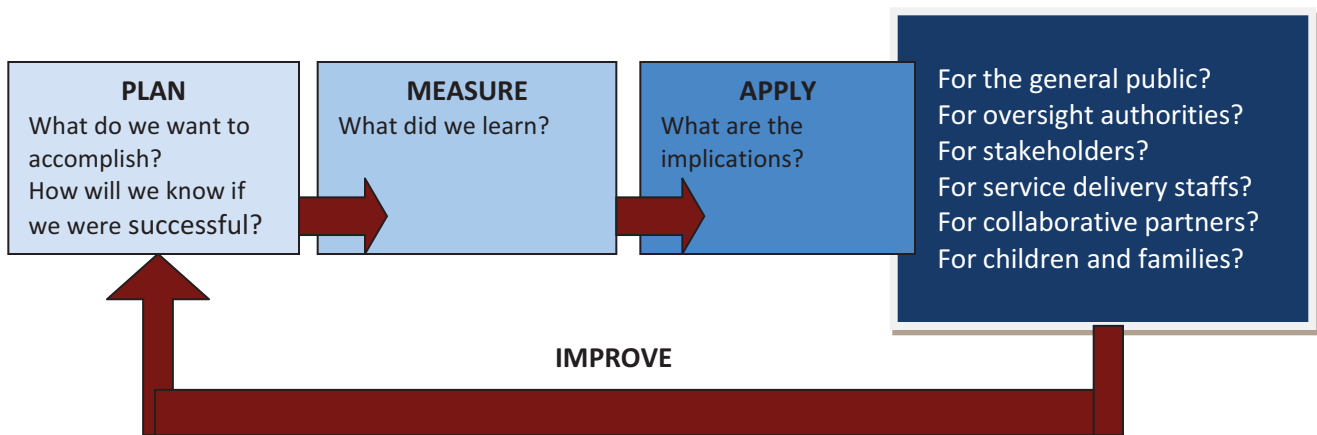 PLAN
What do we want to
accomplish?
How will we know if
we were successful?
MEASURE
What did we learn?
APPLY
What are the
implications?
For the general public?
For oversight authorities?
For stakeholders?
For service delivery staffs?
For collaborative partners?
For children and families?
IMPROVE